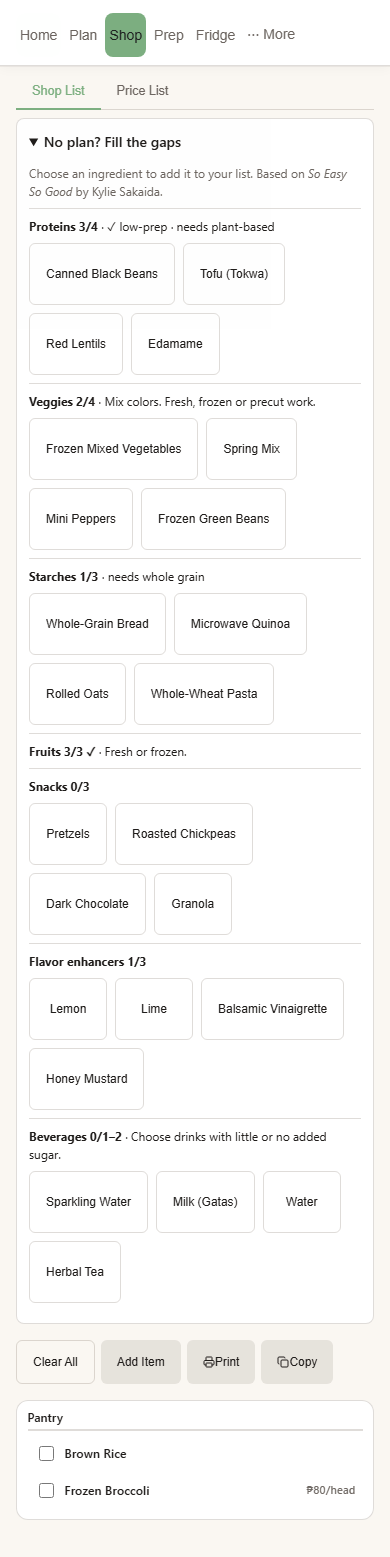 Home Plan Shop Prep Fridge ··· More
Shop List Price List
▼ No plan? Fill the gaps
Choose an ingredient to add it to your list. Based on So Easy
So Good by Kylie Sakaida.
Proteins 3/4 · ✓ low-prep · needs plant-based
Canned Black Beans Tofu (Tokwa)
Red Lentils Edamame
Veggies 2/4 · Mix colors. Fresh, frozen or precut work.
Frozen Mixed Vegetables Spring Mix
Mini Peppers Frozen Green Beans
Starches 1/3 · needs whole grain
Whole-Grain Bread Microwave Quinoa
Rolled Oats Whole-Wheat Pasta
Fruits 3/3 ✓ · Fresh or frozen.
Snacks 0/3
Pretzels Roasted Chickpeas
Dark Chocolate Granola
Flavor enhancers 1/3
Lemon Lime Balsamic Vinaigrette
Honey Mustard
Beverages 0/1–2 · Choose drinks with little or no added
sugar.
Sparkling Water Milk (Gatas) Water
Herbal Tea
Clear All Add Item Print Copy
Pantry
Brown Rice
Frozen Broccoli ₱80/head